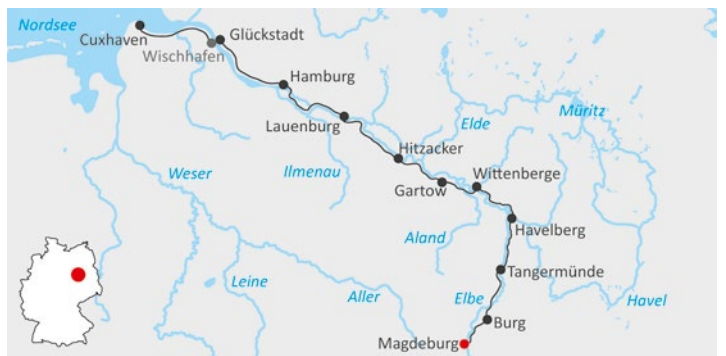 Nordsee
Cuxhaven
Glückstadt
Wischhafen
Hamburg
Müritz
Lauenburg
Elde
Hitzacker
Weser
Ilmenau
Wittenberge
Gartow
Havelberg
Aland
Tangermünde
Leine
Aller
Elbe
Havel
Burg
Magdeburg